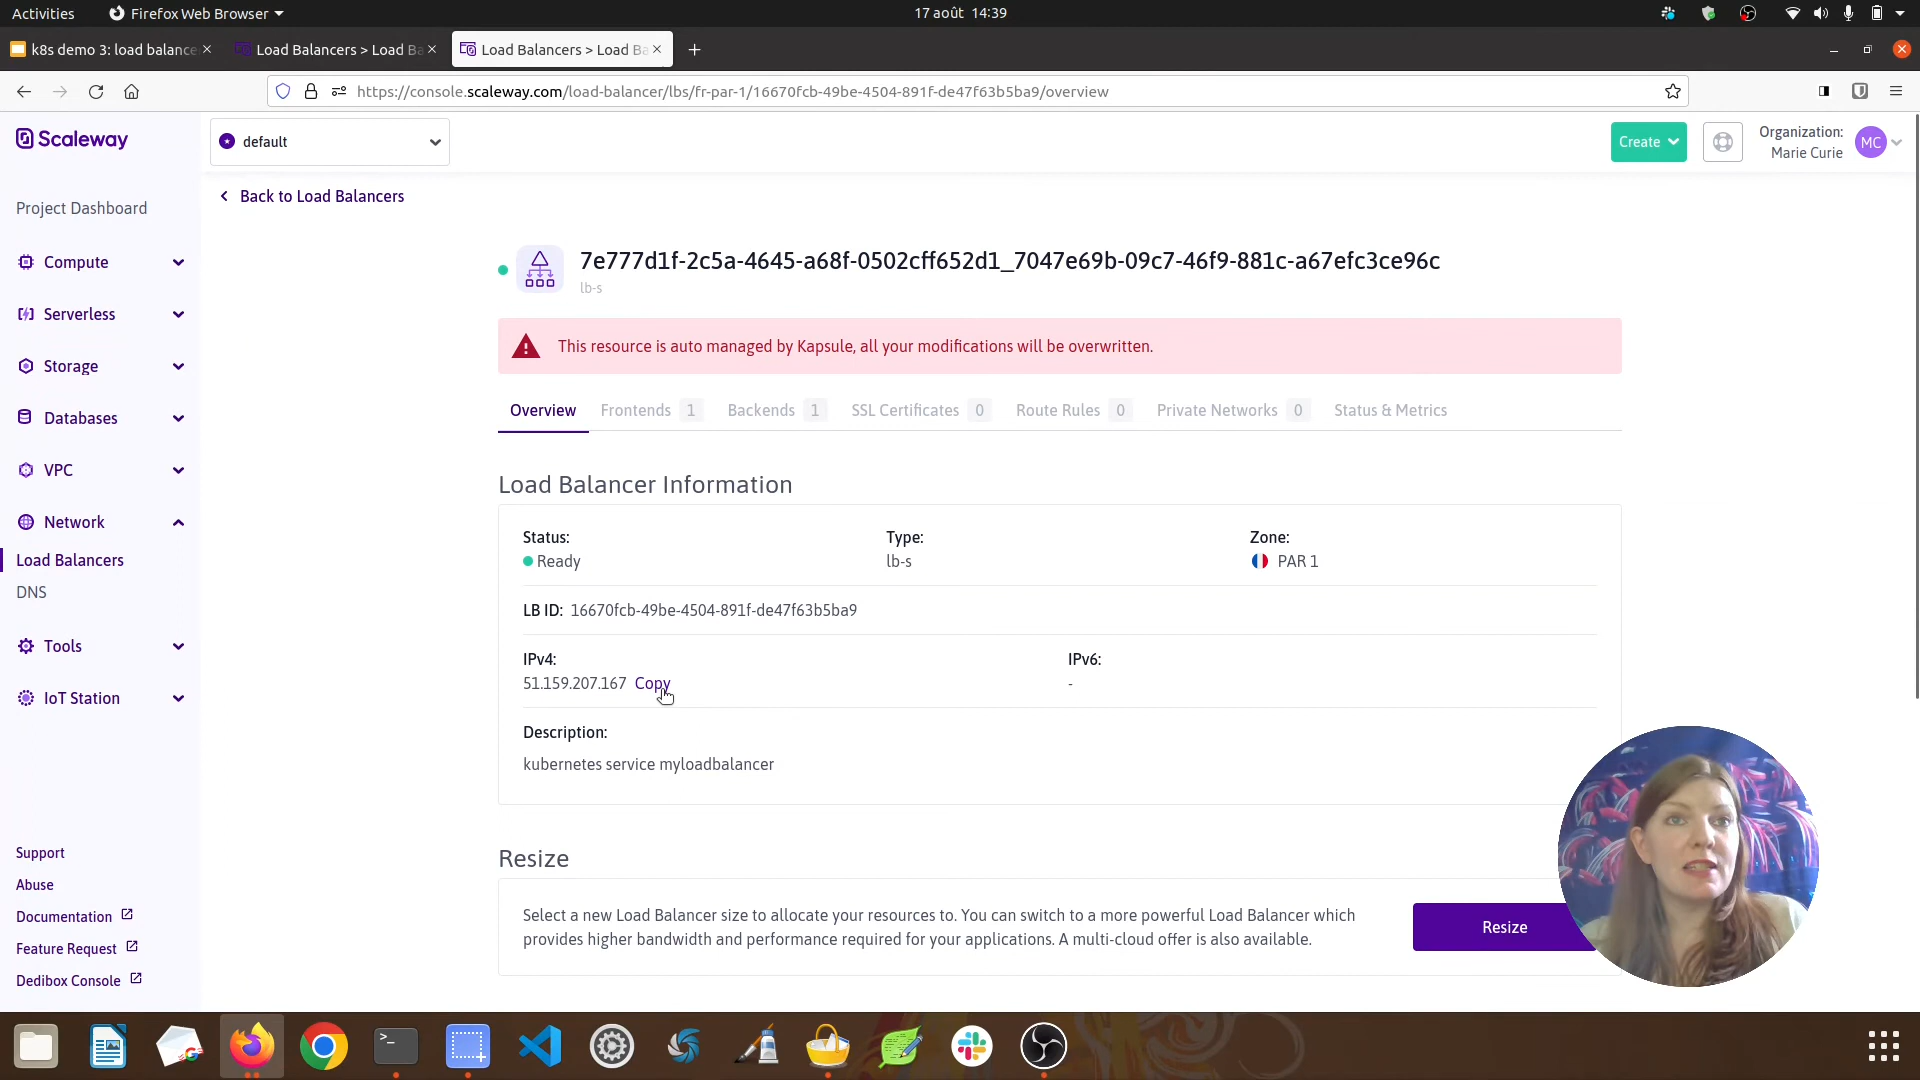 Activities
Firefox Web Browser
17 août 14:39
k8s demo 3: load balance
Load Balancers > Load Ba
Load Balancers > Load Ba
https://console.scaleway.com/load-balancer/lbs/fr-par-1/16670fcb-49be-4504-891f-de47f63b5ba9/overview
Scaleway
default
Create
Organization:
Marie Curie
MC
Back to Load Balancers
Project Dashboard
Compute
Serverless
Storage
Databases
VPC
Network
Load Balancers
DNS
Tools
IoT Station
Support
Abuse
Documentation
Feature Request
Dedibox Console
7e777d1f-2c5a-4645-a68f-0502cff652d1_7047e69b-09c7-46f9-881c-a67efc3ce96c
lb-s
This resource is auto managed by Kapsule, all your modifications will be overwritten.
Overview Frontends 1 Backends 1 SSL Certificates 0 Route Rules 0 Private Networks 0 Status & Metrics
Load Balancer Information
Status: Type: Zone:
Ready lb-s PAR 1
LB ID: 16670fcb-49be-4504-891f-de47f63b5ba9
IPv4: IPv6:
51.159.207.167 Copy -
Description:
kubernetes service myloadbalancer
Resize
Select a new Load Balancer size to allocate your resources to. You can switch to a more powerful Load Balancer which
provides higher bandwidth and performance required for your applications. A multi-cloud offer is also available.
Resize